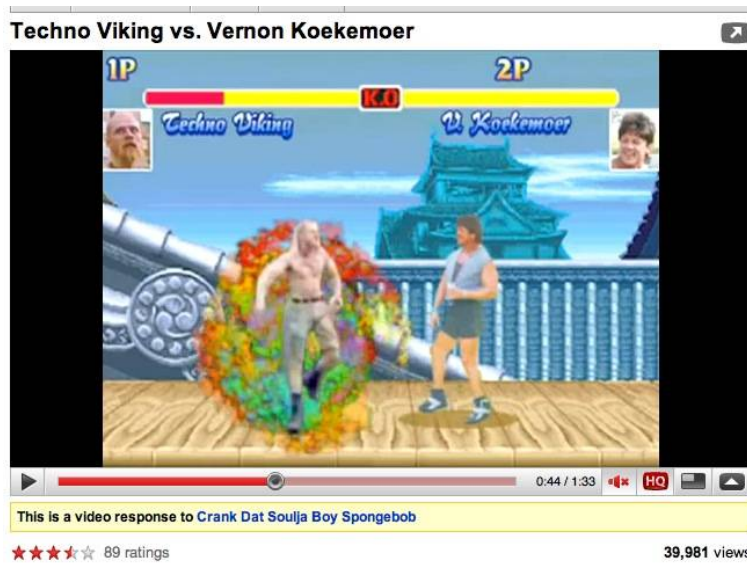 Techno Viking vs. Vernon Koekemoer
1P 2P
K.O
Techno Viking V. Koekemoer
0:44 / 1:33 HQ
This is a video response to Crank Dat Soulja Boy Spongebob
89 ratings 39,981 views